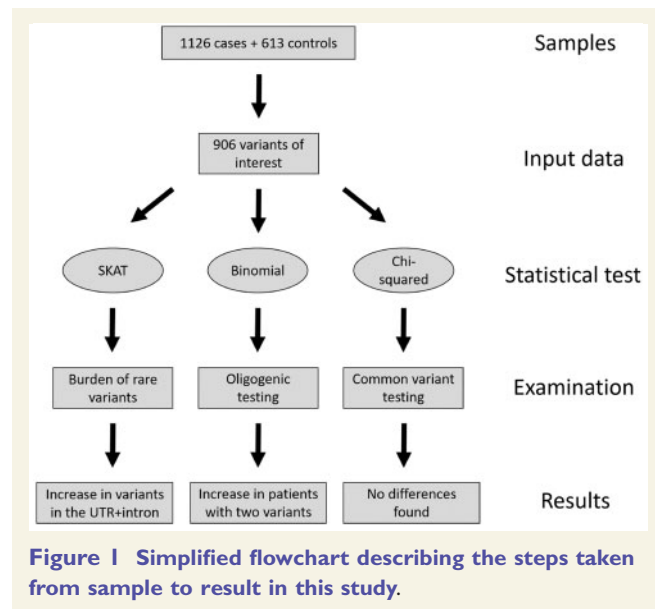 1126 cases + 613 controls
Samples
906 variants of
interest
Input data
SKAT
Binomial
Chi-
squared
Statistical test
Burden of rare
variants
Oligogenic
testing
Common variant
testing
Examination
Increase in variants
in the UTR+intron
Increase in patients
with two variants
No differences
found
Results
Figure 1 Simplified flowchart describing the steps taken
from sample to result in this study.